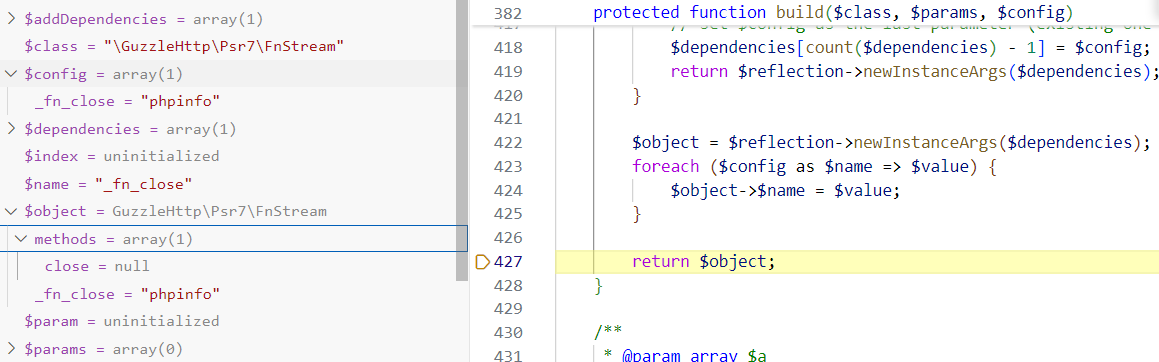 $addDependencies = array(1)
$class = "\GuzzleHttp\Psr7\FnStream"
$config = array(1)
_fn_close = "phpinfo"
$dependencies = array(1)
$index = uninitialized
$name = "_fn_close"
$object = GuzzleHttp\Psr7\FnStream
methods = array(1)
close = null
_fn_close = "phpinfo"
$param = uninitialized
$params = array(0)
382 protected function build($class, $params, $config)
418 $dependencies[count($dependencies) - 1] = $config;
419 return $reflection->newInstanceArgs($dependencies);
420 }
421
422 $object = $reflection->newInstanceArgs($dependencies);
423 foreach ($config as $name => $value) {
424 $object->$name = $value;
425 }
426
427 return $object;
428 }
429
430 /**
431 * @param array $a